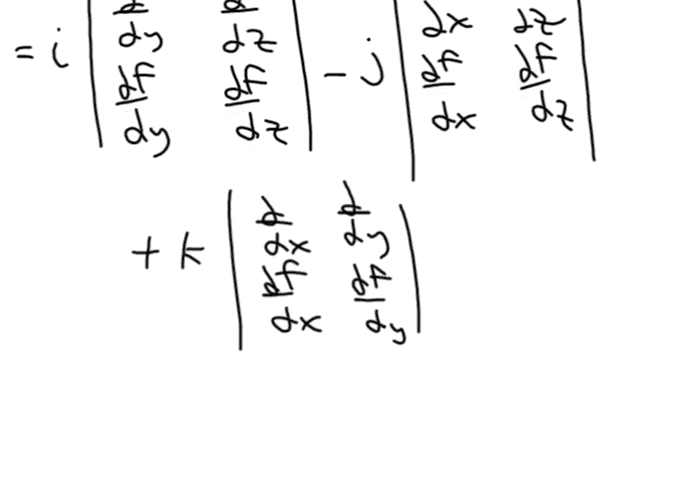 = i | d/dy d/dz df/dy df/dz | - j | d/dx d/dz df/dx df/dz |
+ k | d/dx d/dy df/dx df/dy |